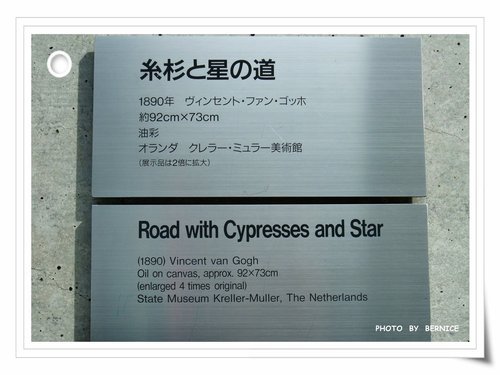 糸杉と星の道
1890年 ヴィンセント・ファン・ゴッホ
約92cm×73cm
油彩
オランダ クレラー・ミュラー美術館
(展示品は2倍に拡大)
Road with Cypresses and Star
(1890) Vincent van Gogh
Oil on canvas, approx. 92×73cm
(enlarged 4 times original)
State Museum Kreller-Muller, The Netherlands
PHOTO BY BERNICE